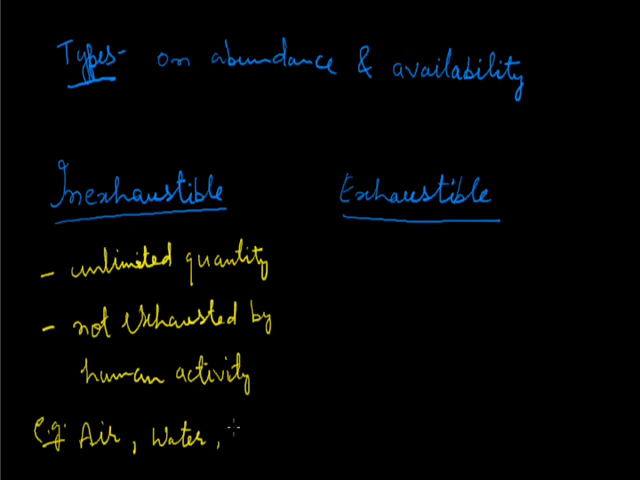 Types- on abundance & availability
Inexhaustible
Exhaustible
- unlimited quantity
- not exhausted by
human activity
e.g: Air, Water,